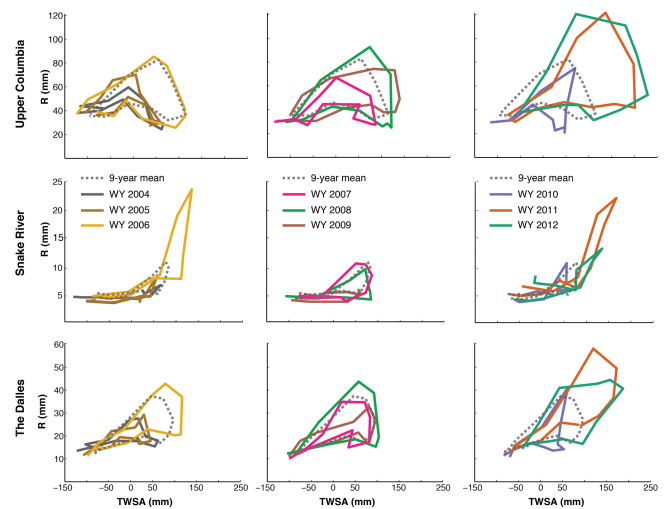 Upper Columbia
R (mm)
120
100
80
60
40
20
Snake River
R (mm)
25
20
15
10
5
9-year mean
WY 2004
WY 2005
WY 2006
9-year mean
WY 2007
WY 2008
WY 2009
9-year mean
WY 2010
WY 2011
WY 2012
The Dalles
R (mm)
60
50
40
30
20
10
−150 −50 0 50 150 250
−150 −50 0 50 150 250
−150 −50 0 50 150 250
TWSA (mm) TWSA (mm) TWSA (mm)